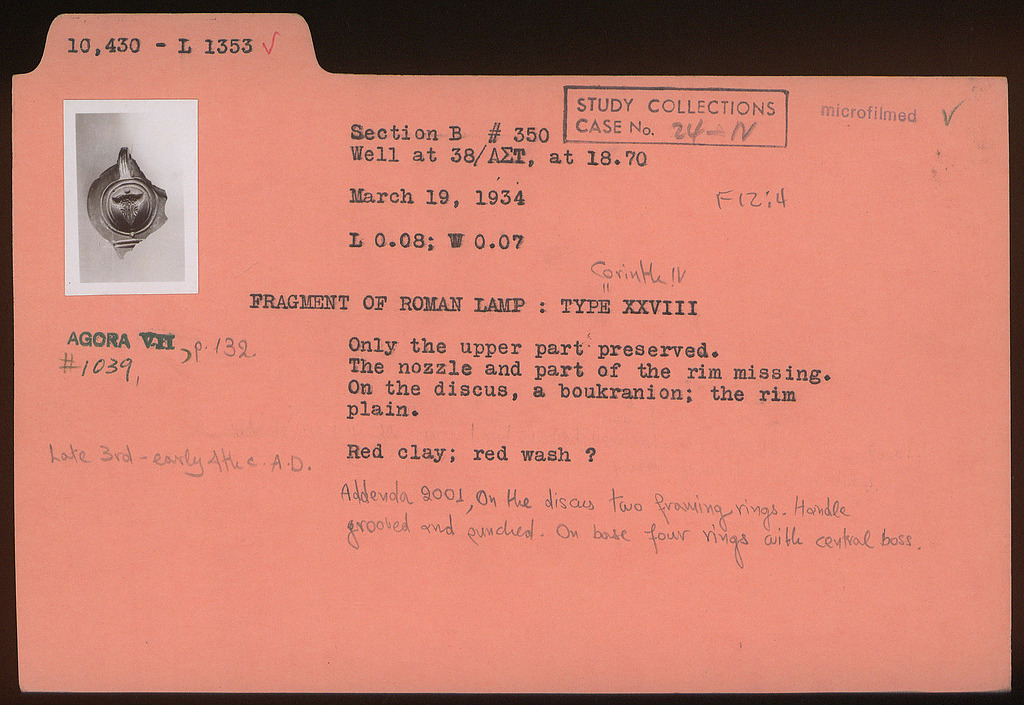 10,430 - L 1353 ✓
STUDY COLLECTIONS
CASE No. 24-IV
microfilmed ✓
Section B # 350
Well at 38/ΛΣΤ, at 18.70
March 19, 1934
F12:4
L 0.08; W 0.07
Corinth IV
"
FRAGMENT OF ROMAN LAMP : TYPE XXVIII
AGORA VII, p. 132.
#1039,
Only the upper part preserved.
The nozzle and part of the rim missing.
On the discus, a boukranion; the rim
plain.
Late 3rd - early 4th c. A.D.
Red clay; red wash ?
Addenda 2001, On the discus two framing rings. Handle
grooved and punched. On base four rings with central boss.